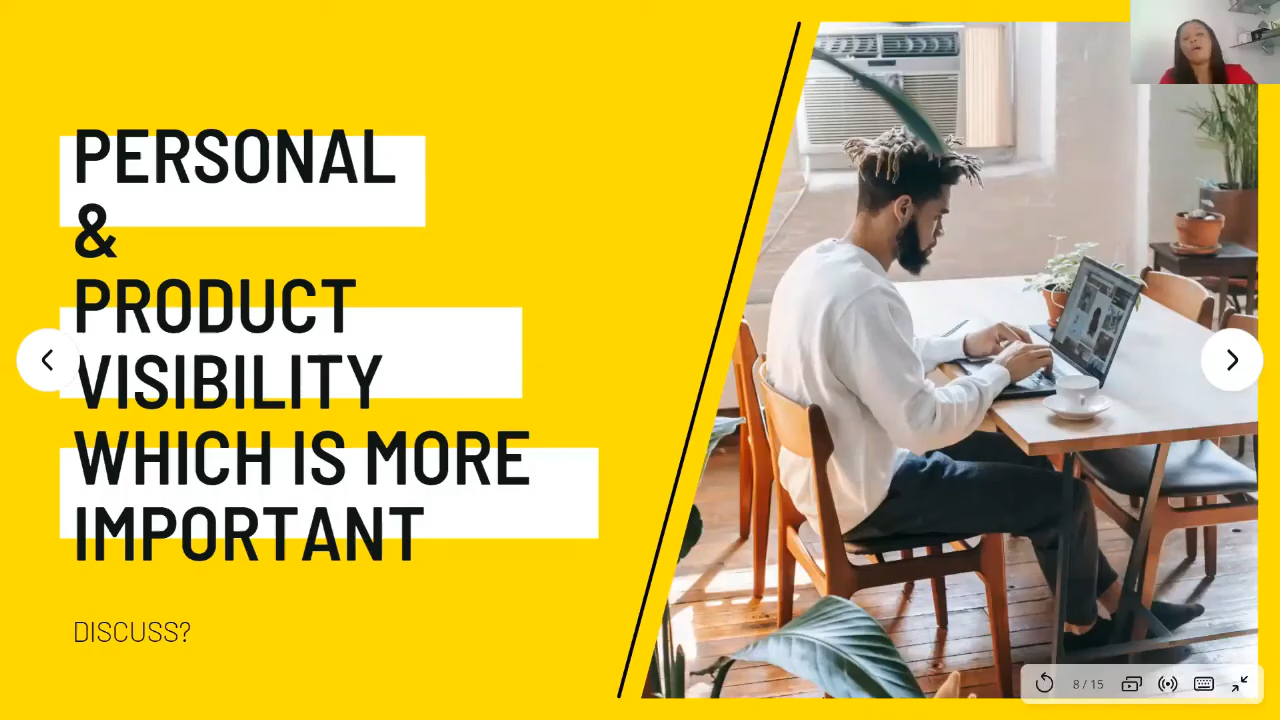 PERSONAL
&
PRODUCT
VISIBILITY
WHICH IS MORE
IMPORTANT
DISCUSS?
8 / 15